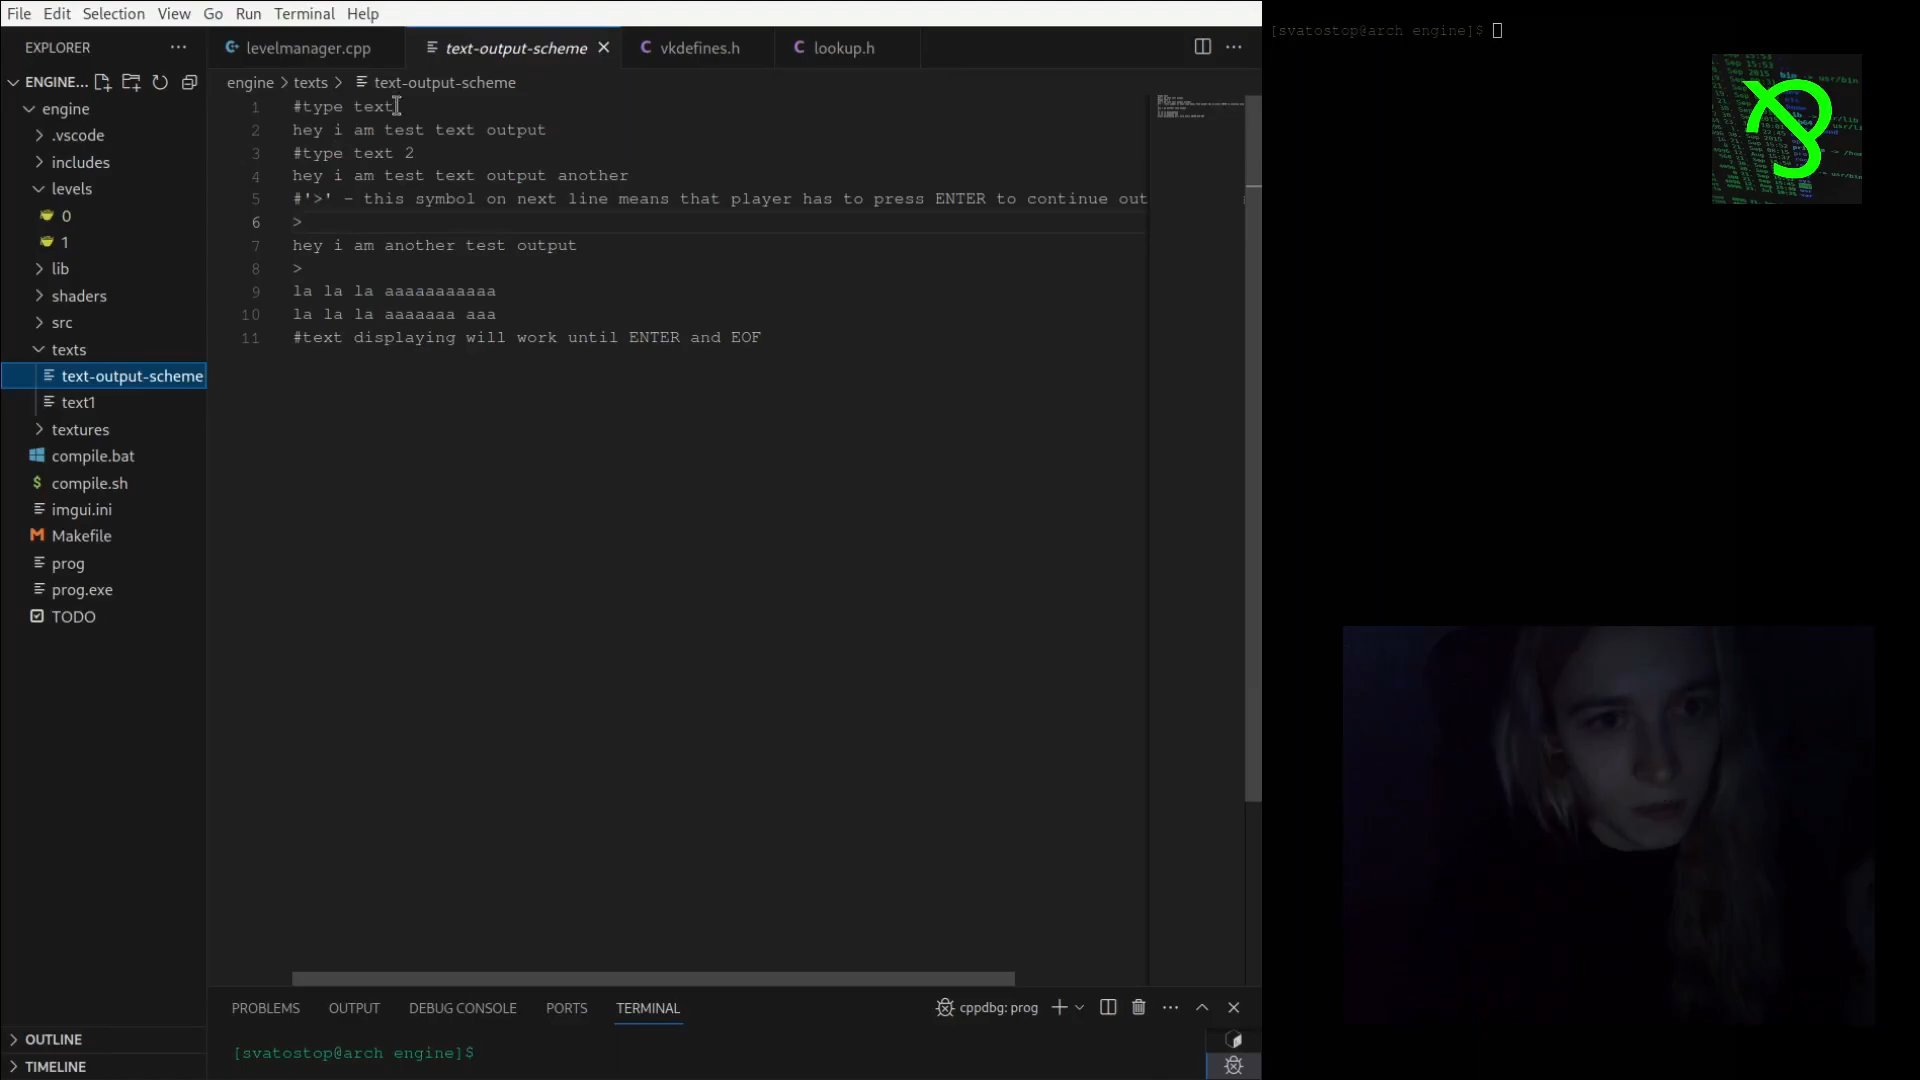 File Edit Selection View Go Run Terminal Help
EXPLORER
levelmanager.cpp
text-output-scheme
vkdefines.h
lookup.h
ENGINE...
engine > texts > text-output-scheme
engine
.vscode
includes
levels
0
1
lib
shaders
src
texts
text-output-scheme
text1
textures
compile.bat
compile.sh
imgui.ini
Makefile
prog
prog.exe
TODO
OUTLINE
TIMELINE
1 #type text
2 hey i am test text output
3 #type text 2
4 hey i am test text output another
5 #'>' - this symbol on next line means that player has to press ENTER to continue out
6 >
7 hey i am another test output
8 >
9 la la la aaaaaaaaaaa
10 la la la aaaaaaa aaa
11 #text displaying will work until ENTER and EOF
PROBLEMS OUTPUT DEBUG CONSOLE PORTS TERMINAL
cppdbg: prog
[svatostop@arch engine]$
[svatostop@arch engine]$